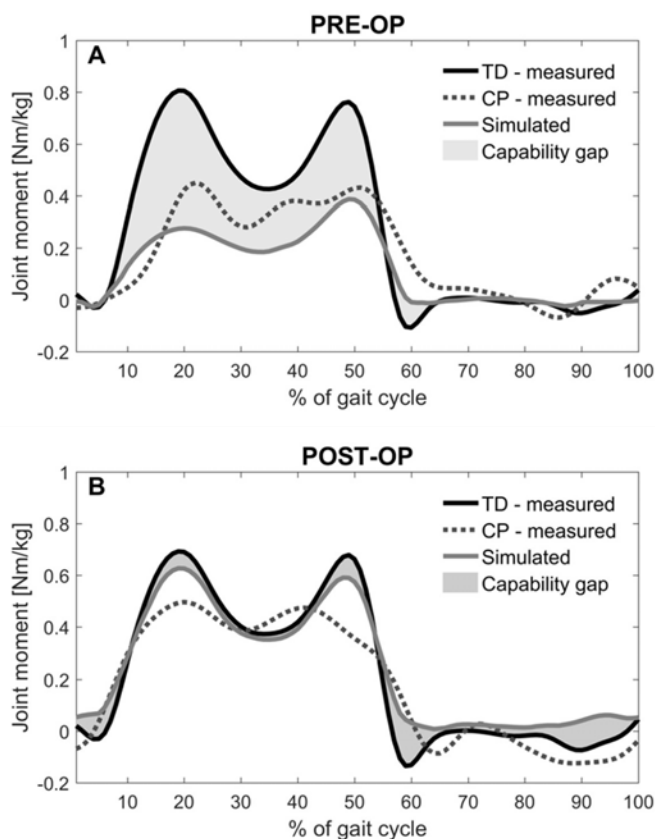 PRE-OP
A
TD - measured
CP - measured
Simulated
Capability gap
Joint moment [Nm/kg]
1
0.8
0.6
0.4
0.2
0
-0.2
10 20 30 40 50 60 70 80 90 100
% of gait cycle
POST-OP
B
TD - measured
CP - measured
Simulated
Capability gap
Joint moment [Nm/kg]
1
0.8
0.6
0.4
0.2
0
-0.2
10 20 30 40 50 60 70 80 90 100
% of gait cycle